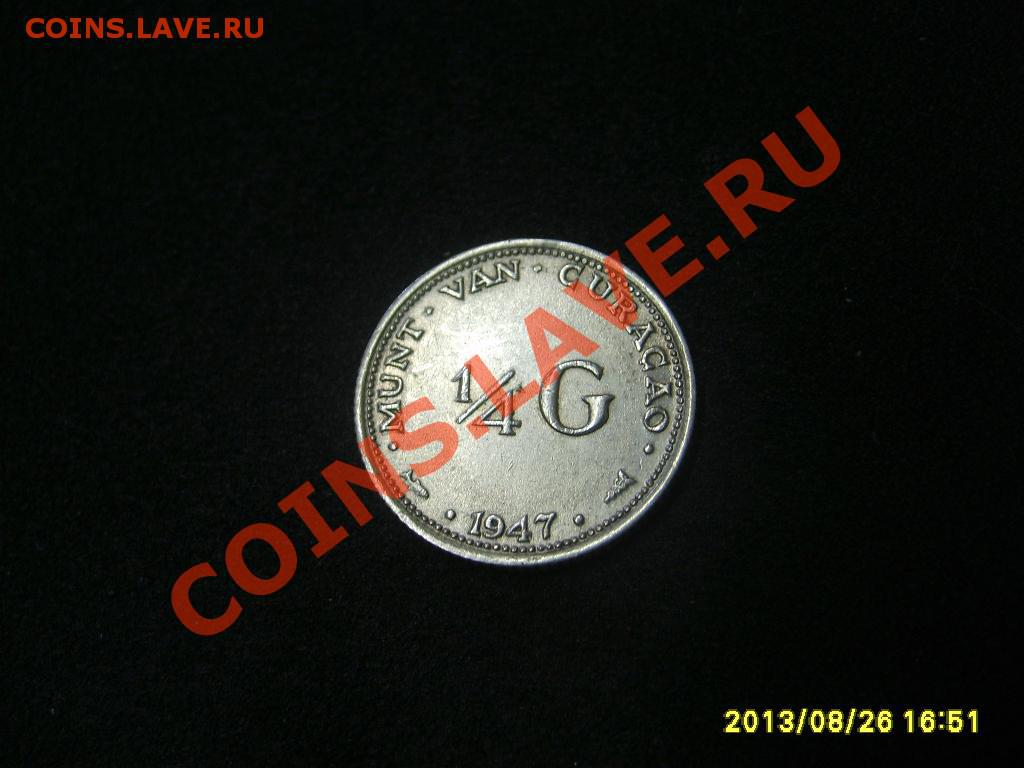 COINS.LAVE.RU
COINS.LAVE.RU
· MUNT · VAN · CURAÇAO ·
1/4 G
· 1947 ·
2013/08/26 16:51